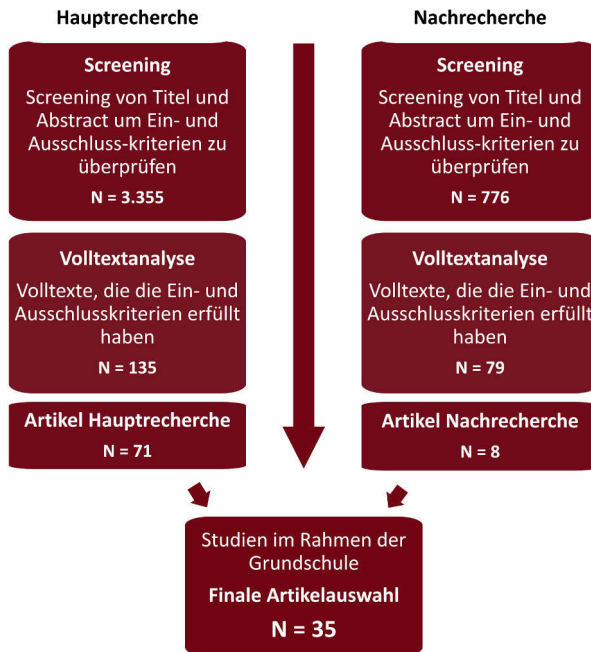 Hauptrecherche
Screening
Screening von Titel und
Abstract um Ein- und
Ausschluss-kriterien zu
überprüfen
N = 3.355
Volltextanalyse
Volltexte, die die Ein- und
Ausschlusskriterien erfüllt
haben
N = 135
Artikel Hauptrecherche
N = 71
Nachrecherche
Screening
Screening von Titel und
Abstract um Ein- und
Ausschluss-kriterien zu
überprüfen
N = 776
Volltextanalyse
Volltexte, die die Ein- und
Ausschlusskriterien erfüllt
haben
N = 79
Artikel Nachrecherche
N = 8
Studien im Rahmen der
Grundschule
Finale Artikelauswahl
N = 35